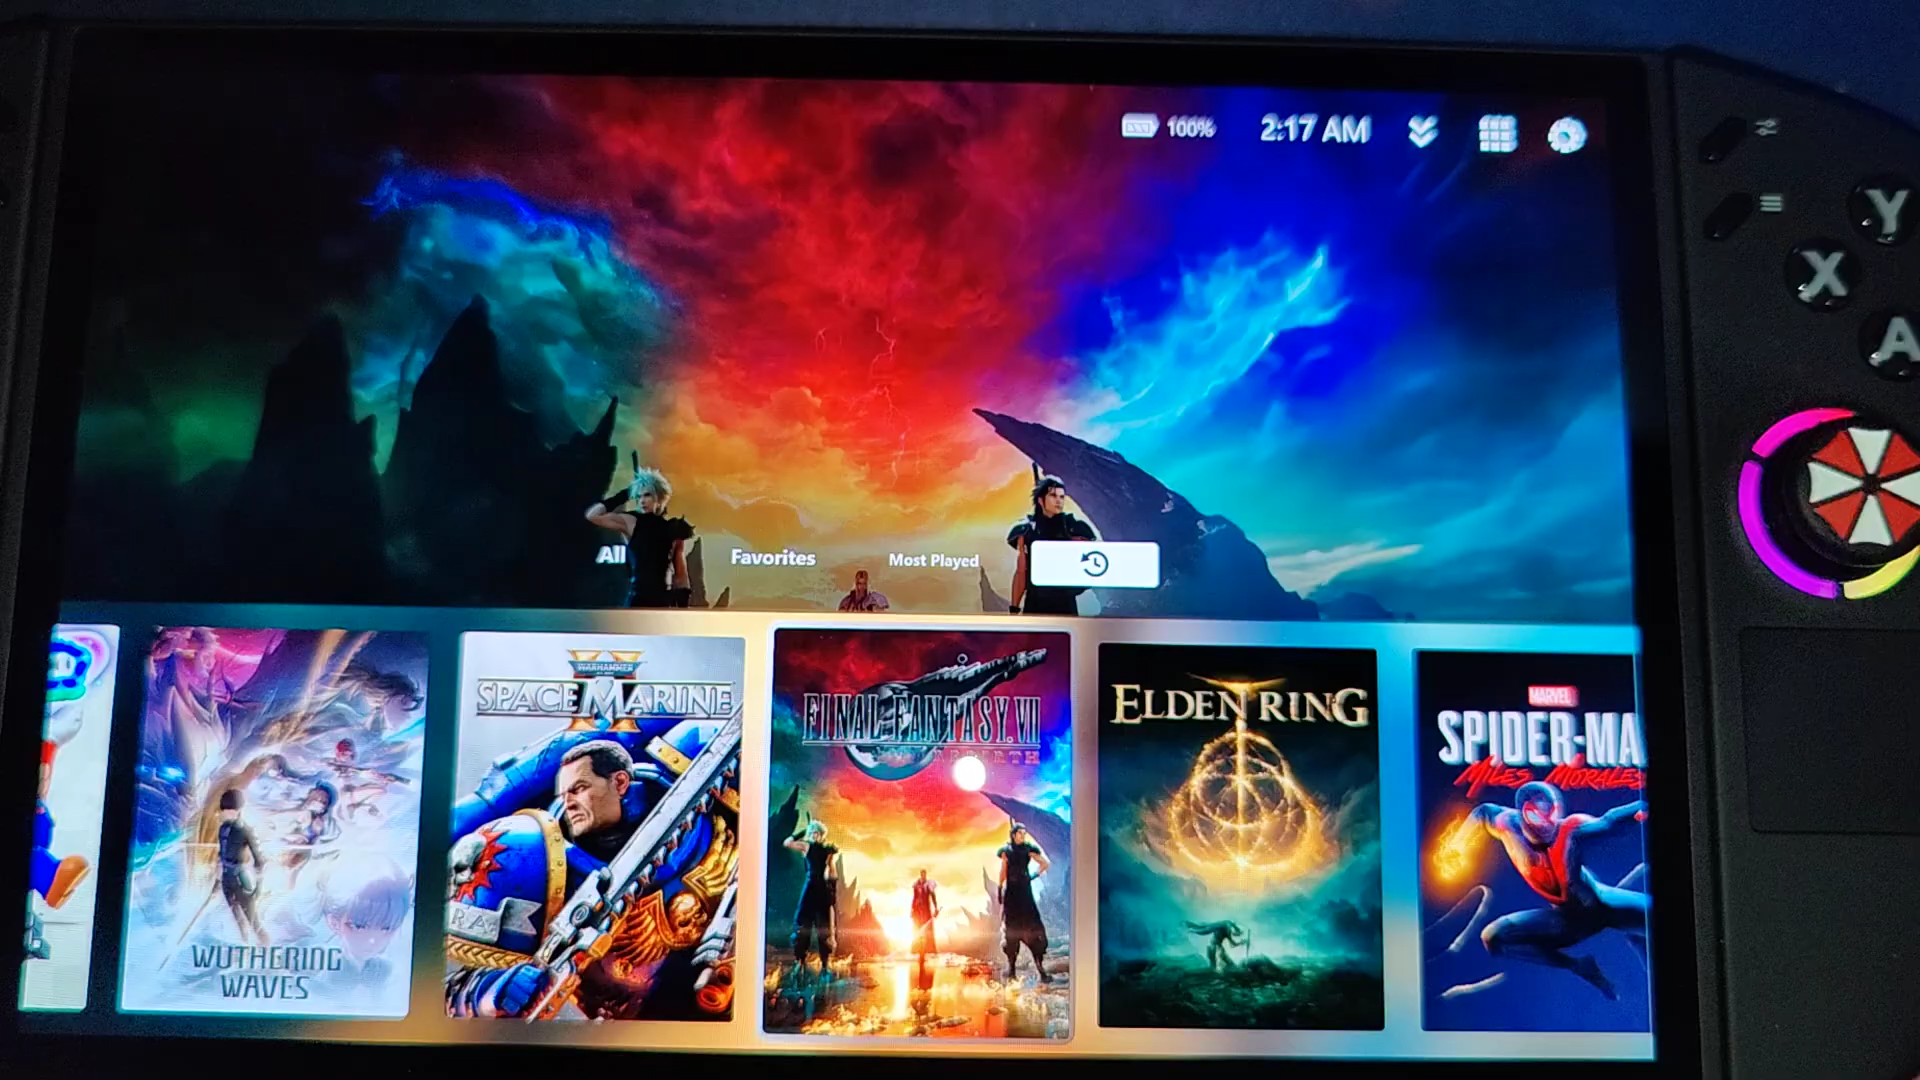 100%
2:17 AM
All
Favorites
Most Played
Y
X
A
WUTHERING
WAVES
WARHAMMER
SPACE MARINE
FINAL FANTASY VII
REBIRTH
ELDEN RING
MARVEL
SPIDER-MA
MILES MORALES